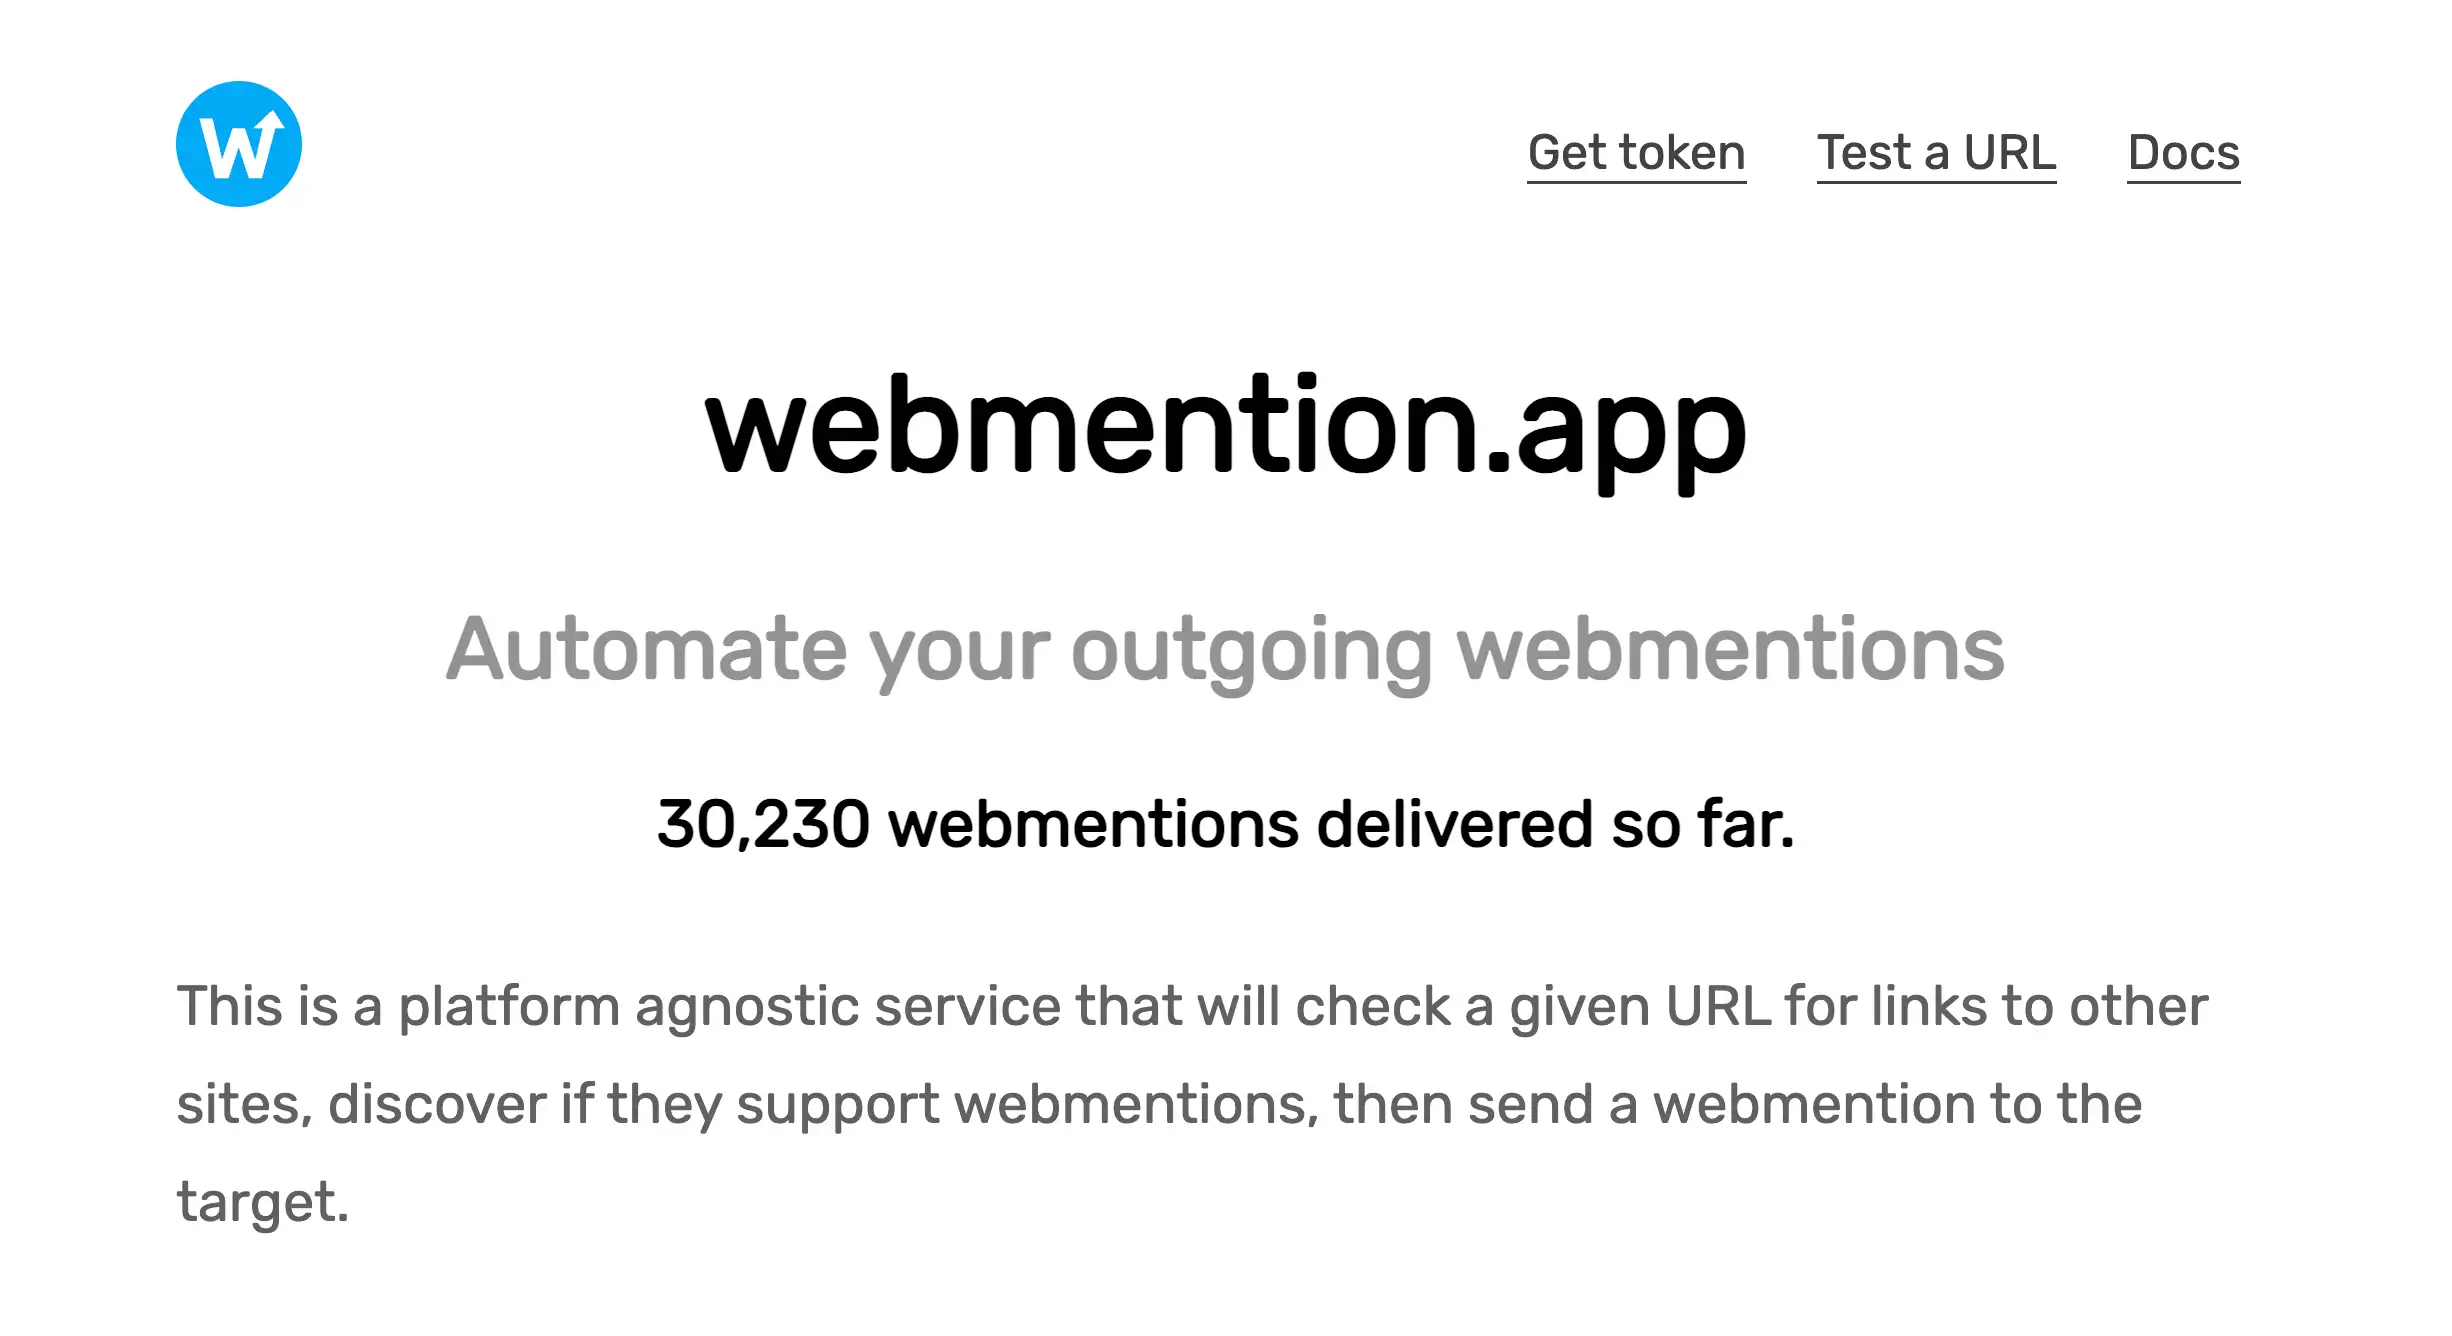 W
Get token Test a URL Docs
webmention.app
Automate your outgoing webmentions
30,230 webmentions delivered so far.
This is a platform agnostic service that will check a given URL for links to other
sites, discover if they support webmentions, then send a webmention to the
target.